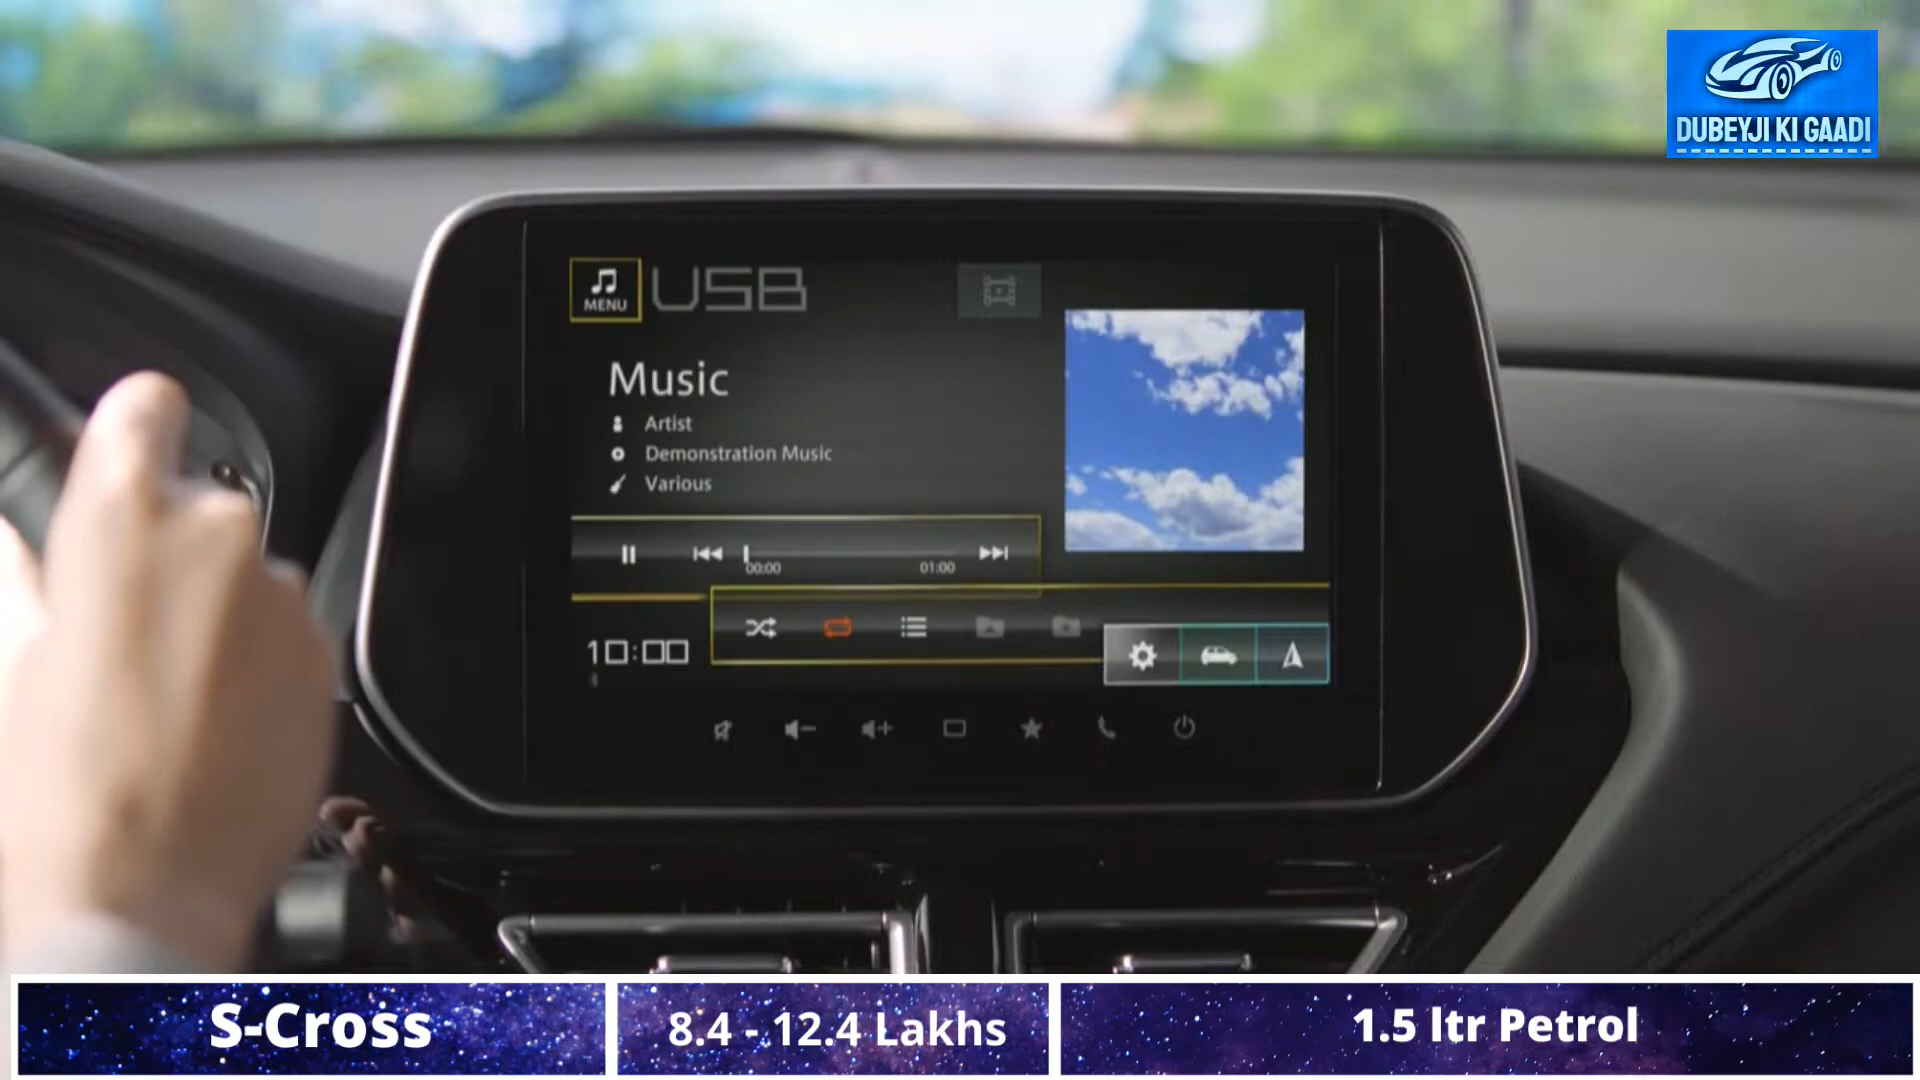 DUBEYJI KI GAADI
MENU
USB
Music
Artist
Demonstration Music
Various
00:00
01:00
10:00
S-Cross
8.4 - 12.4 Lakhs
1.5 ltr Petrol